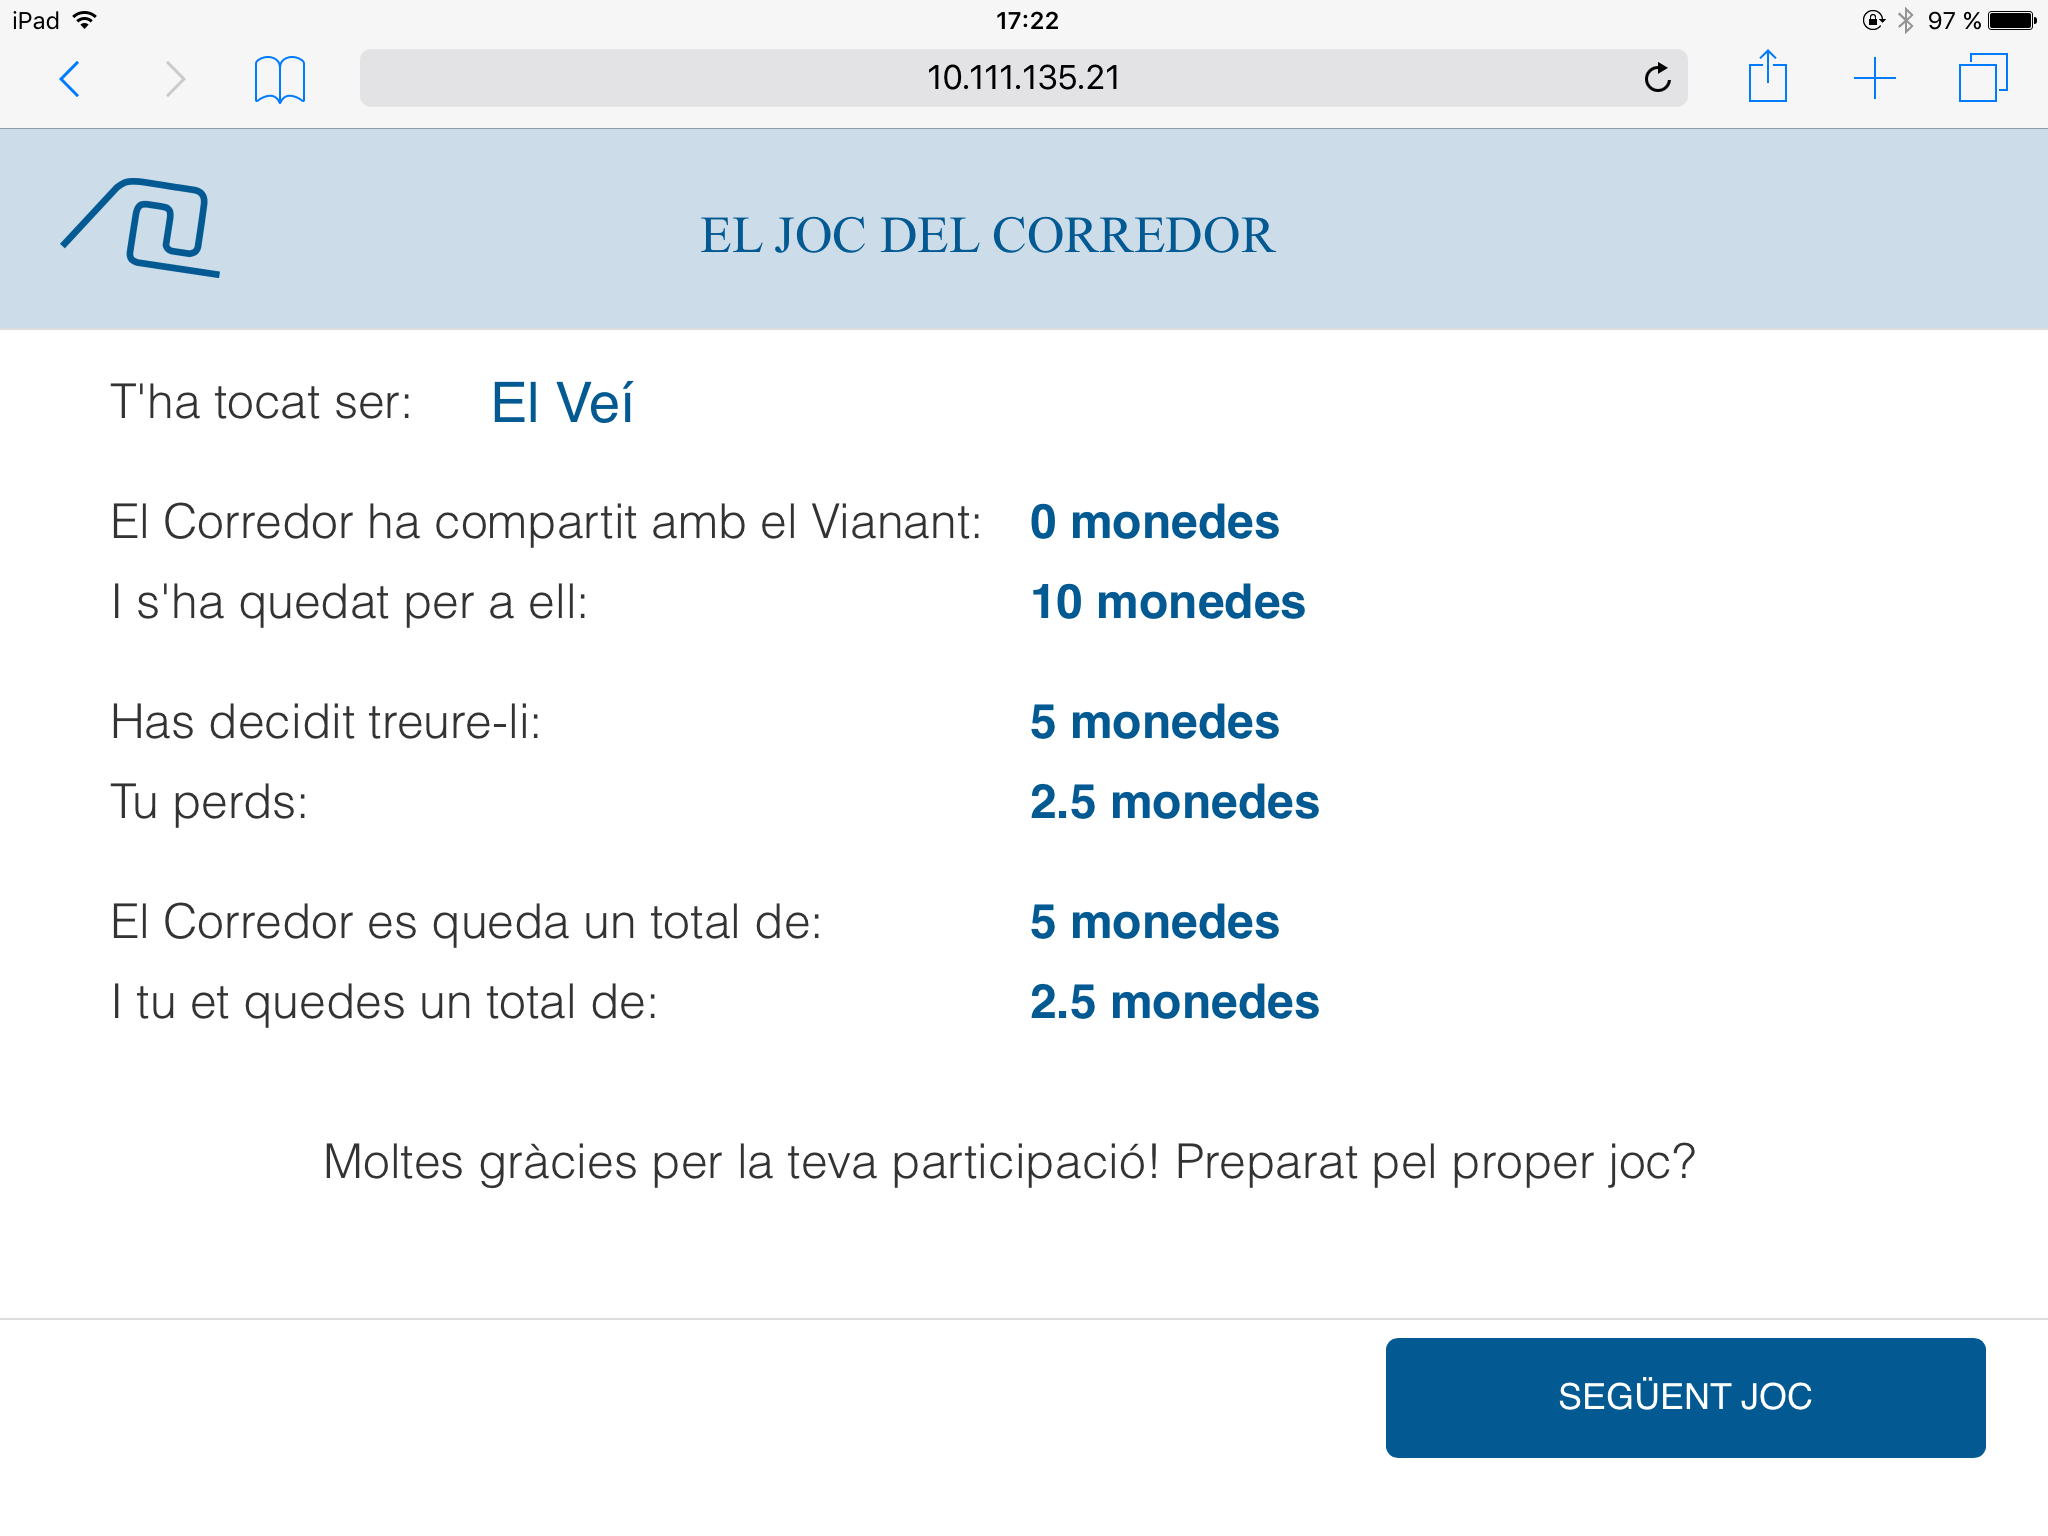 iPad 17:22 97 %
10.111.135.21
EL JOC DEL CORREDOR
T'ha tocat ser: El Veí
El Corredor ha compartit amb el Vianant: 0 monedes
I s'ha quedat per a ell: 10 monedes
Has decidit treure-li: 5 monedes
Tu perds: 2.5 monedes
El Corredor es queda un total de: 5 monedes
I tu et quedes un total de: 2.5 monedes
Moltes gràcies per la teva participació! Preparat pel proper joc?
SEGÜENT JOC